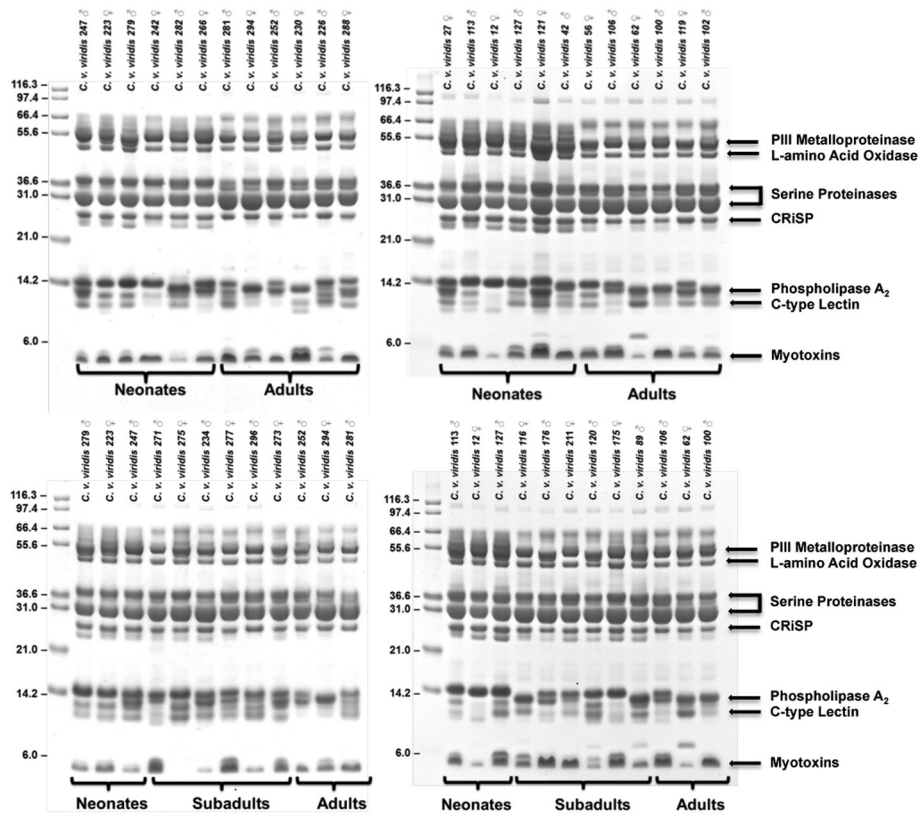 C. v. viridis 247 ♂
C. v. viridis 223 ♀
C. v. viridis 279 ♂
C. v. viridis 242 ♀
C. v. viridis 282 ♂
C. v. viridis 266 ♀
C. v. viridis 281 ♂
C. v. viridis 294 ♀
C. v. viridis 252 ♂
C. v. viridis 230 ♀
C. v. viridis 226
C. v. viridis 288
116.3
97.4
66.4
55.6
36.6
31.0
21.0
14.2
6.0
Neonates
Adults
C. v. viridis 27 ♀
C. v. viridis 113 ♂
C. v. viridis 12 ♀
C. v. viridis 127 ♂
C. v. viridis 121 ♀
C. v. viridis 42 ♂
C. v. viridis 56 ♀
C. v. viridis 106 ♂
C. v. viridis 62 ♀
C. v. viridis 100 ♂
C. v. viridis 119 ♀
C. v. viridis 102 ♂
116.3
97.4
66.4
55.6
36.6
31.0
21.0
14.2
6.0
PIII Metalloproteinase
L-amino Acid Oxidase
Serine Proteinases
CRiSP
Phospholipase A₂
C-type Lectin
Myotoxins
Neonates
Adults
C. v. viridis 279 ♂
C. v. viridis 223 ♀
C. v. viridis 247 ♂
C. v. viridis 271
C. v. viridis 275
C. v. viridis 234
C. v. viridis 277
C. v. viridis 296
C. v. viridis 273
C. v. viridis 252 ♂
C. v. viridis 294 ♀
C. v. viridis 281 ♂
116.3
97.4
66.4
55.6
36.6
31.0
21.0
14.2
6.0
Neonates
Subadults
Adults
C. v. viridis 113 ♂
C. v. viridis 12 ♀
C. v. viridis 127 ♂
C. v. viridis 116 ♀
C. v. viridis 176 ♂
C. v. viridis 211 ♀
C. v. viridis 120 ♂
C. v. viridis 175 ♀
C. v. viridis 89 ♂
C. v. viridis 106 ♂
C. v. viridis 62 ♀
C. v. viridis 100 ♂
116.3
97.4
66.4
55.6
36.6
31.0
21.0
14.2
6.0
PIII Metalloproteinase
L-amino Acid Oxidase
Serine Proteinases
CRiSP
Phospholipase A₂
C-type Lectin
Myotoxins
Neonates
Subadults
Adults